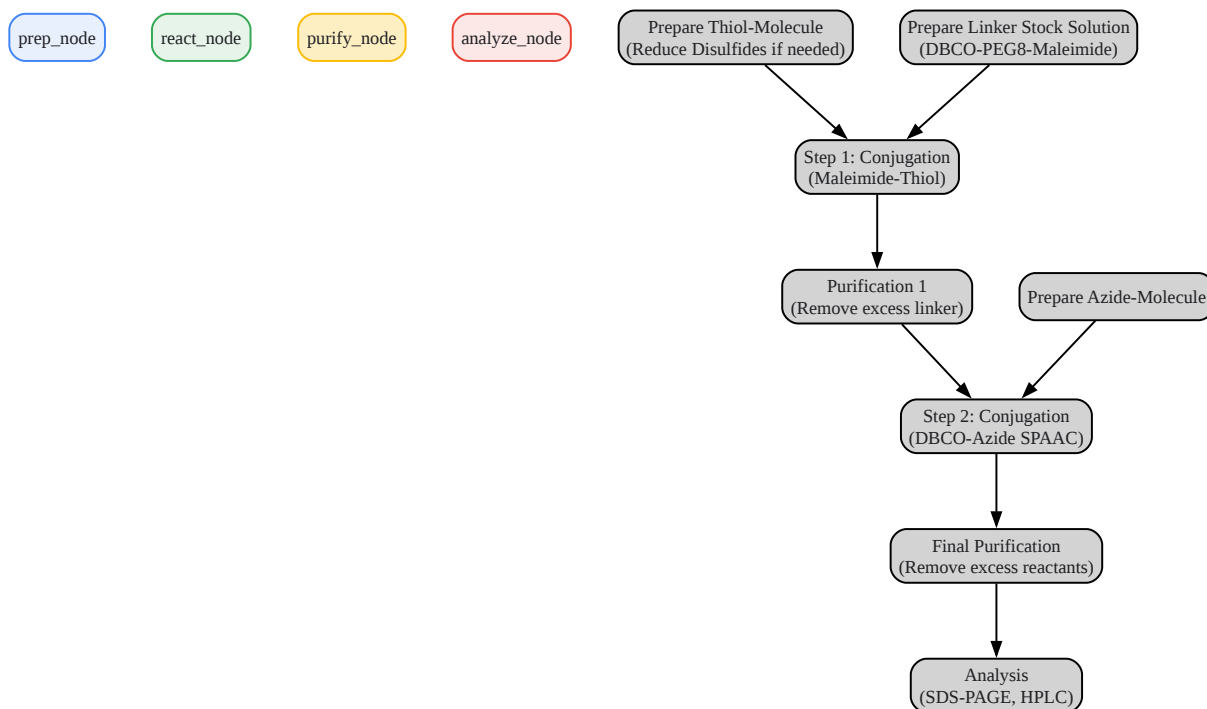 prep_node
react_node
purify_node
analyze_node
Prepare Thiol-Molecule
(Reduce Disulfides if needed)
Prepare Linker Stock Solution
(DBCO-PEG8-Maleimide)
Step 1: Conjugation
(Maleimide-Thiol)
Purification 1
(Remove excess linker)
Prepare Azide-Molecule
Step 2: Conjugation
(DBCO-Azide SPAAC)
Final Purification
(Remove excess reactants)
Analysis
(SDS-PAGE, HPLC)